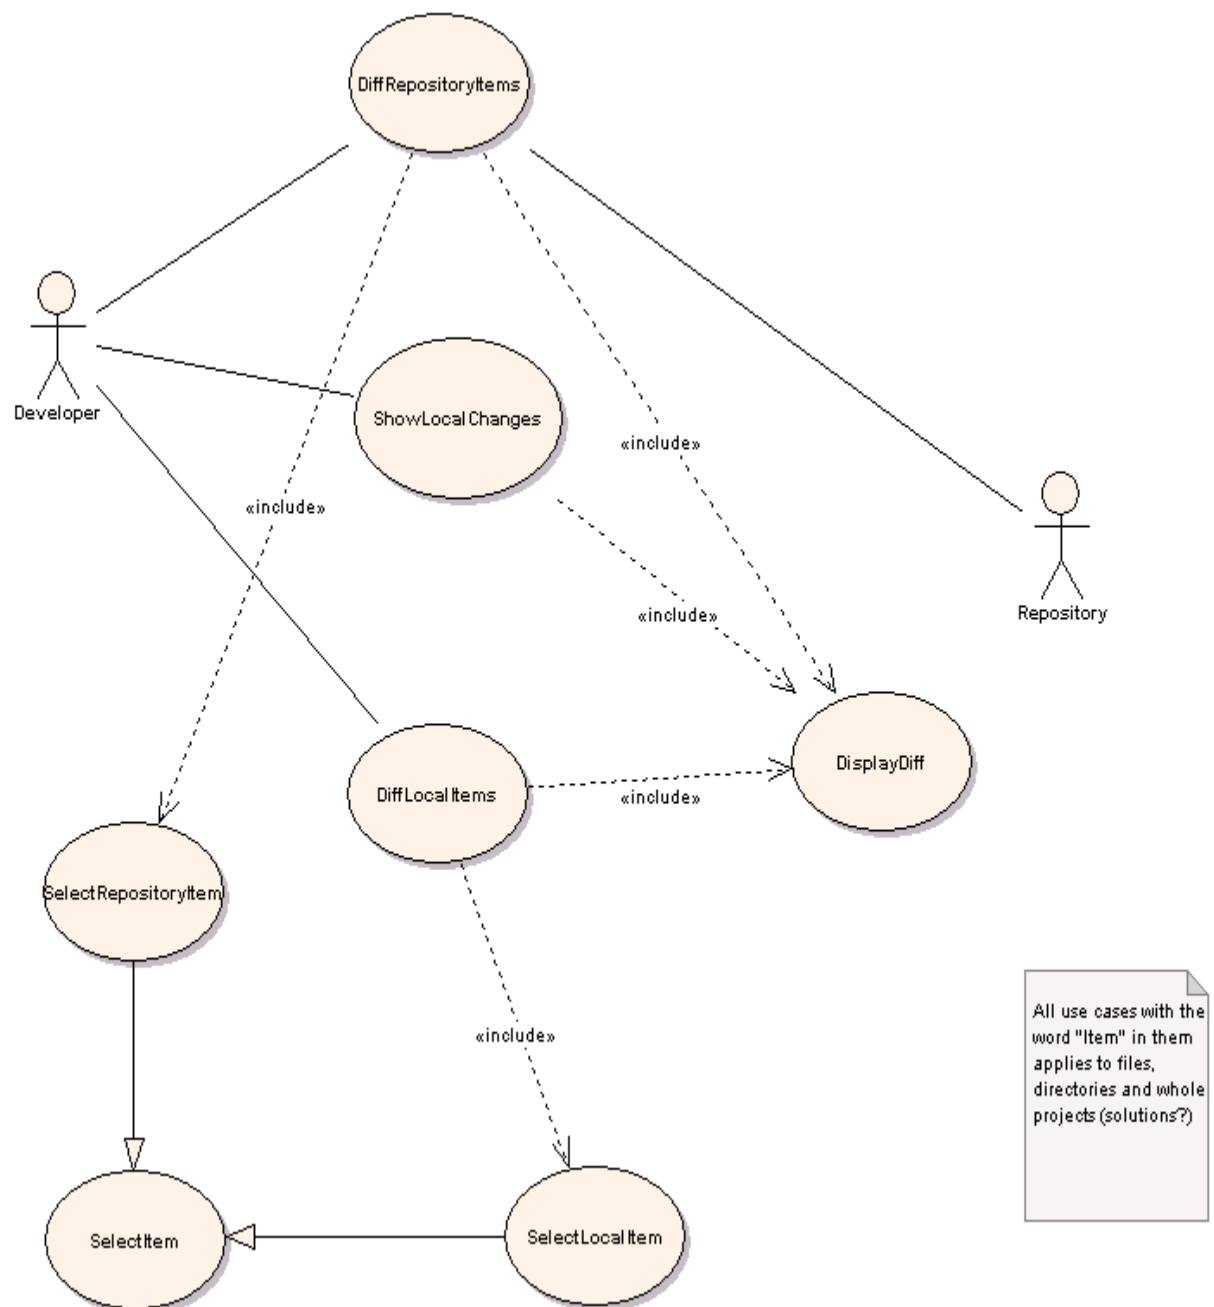 DiffRepositoryItems
Developer
ShowLocalChanges
«include»
«include»
«include»
Repository
DisplayDiff
DiffLocalItems
«include»
SelectRepositoryItem
«include»
All use cases with the
word "Item" in them
applies to files,
directories and whole
projects (solutions?)
SelectItem
SelectLocalItem